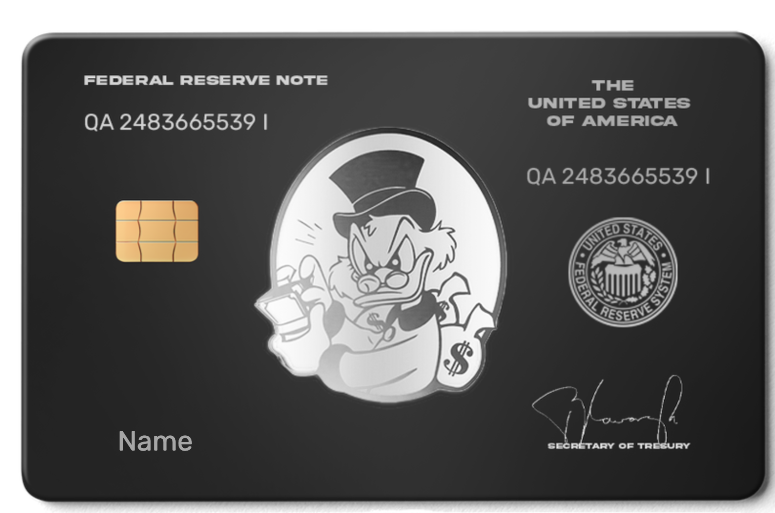 FEDERAL RESERVE NOTE
QA 2483665539 I
THE
UNITED STATES
OF AMERICA
QA 2483665539 I
UNITED STATES
FEDERAL RESERVE SYSTEM
$
$
$
Name
SECRETARY OF TRESURY